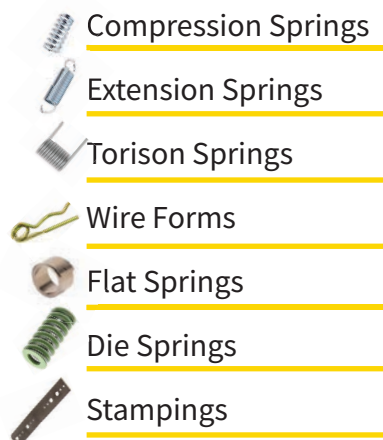 Compression Springs
Extension Springs
Torison Springs
Wire Forms
Flat Springs
Die Springs
Stampings